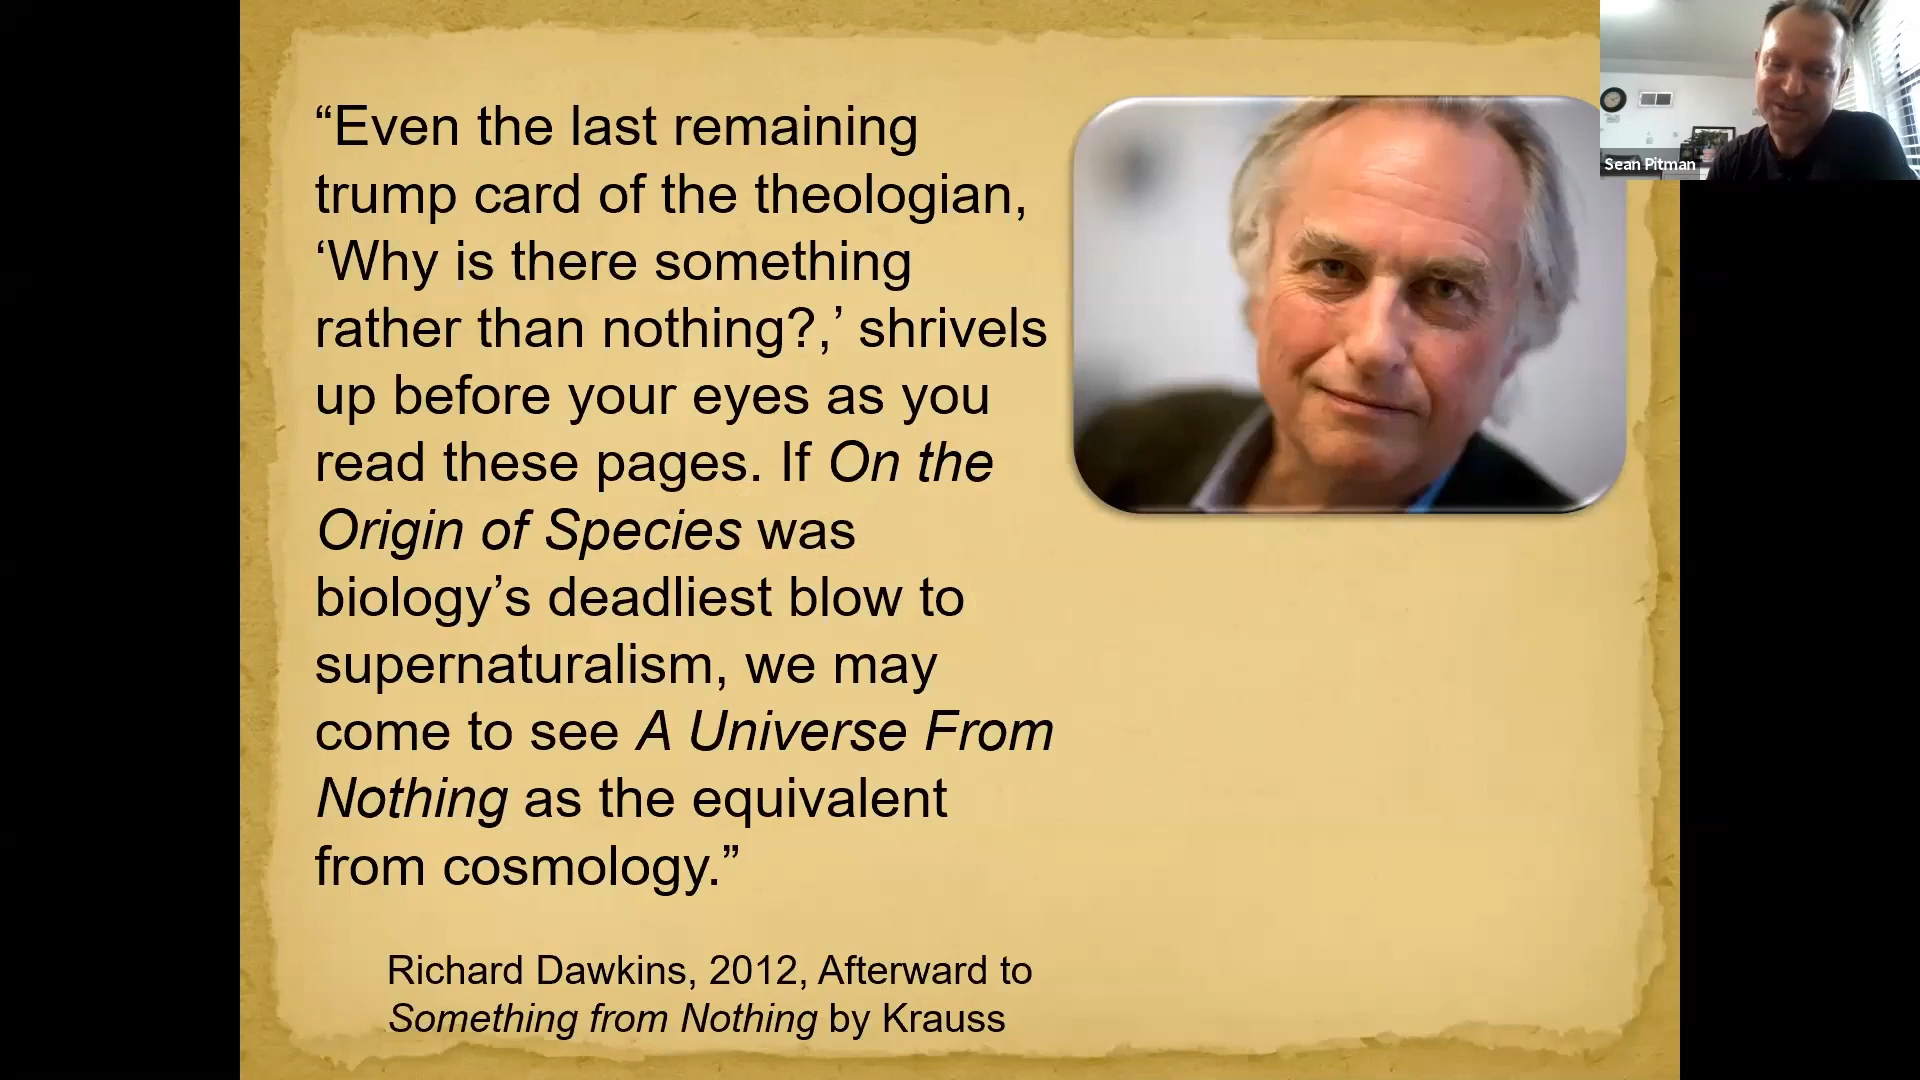 “Even the last remaining
trump card of the theologian,
‘Why is there something
rather than nothing?,’ shrivels
up before your eyes as you
read these pages. If On the
Origin of Species was
biology’s deadliest blow to
supernaturalism, we may
come to see A Universe From
Nothing as the equivalent
from cosmology.”
Richard Dawkins, 2012, Afterward to
Something from Nothing by Krauss
Sean Pitman